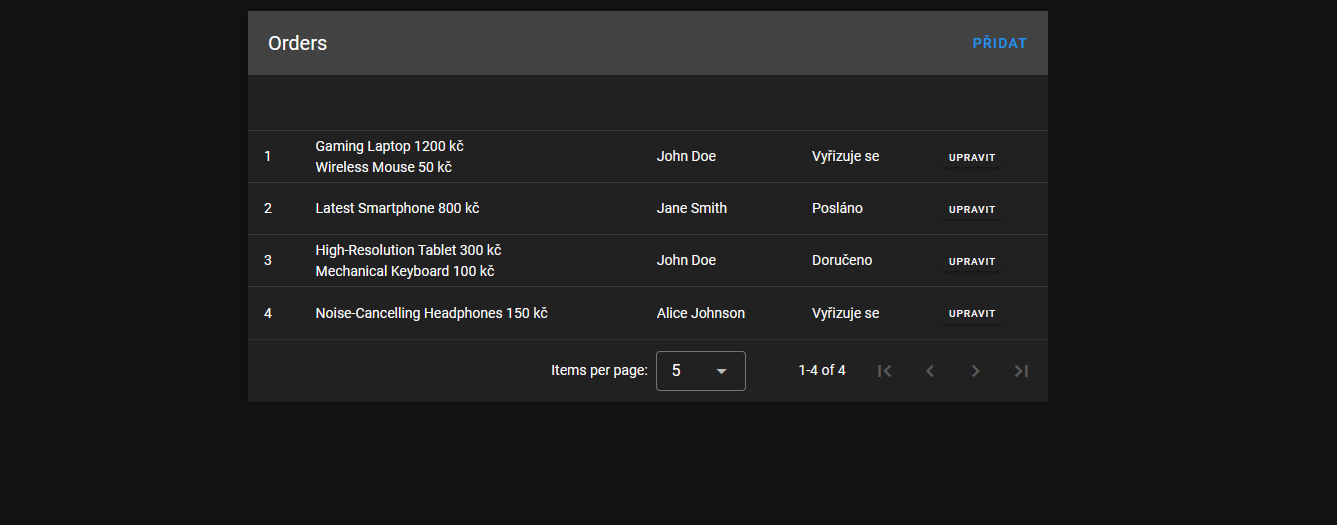 Orders PŘIDAT
1 Gaming Laptop 1200 kč John Doe Vyřizuje se UPRAVIT
Wireless Mouse 50 kč
2 Latest Smartphone 800 kč Jane Smith Posláno UPRAVIT
3 High-Resolution Tablet 300 kč John Doe Doručeno UPRAVIT
Mechanical Keyboard 100 kč
4 Noise-Cancelling Headphones 150 kč Alice Johnson Vyřizuje se UPRAVIT
Items per page: 5 1-4 of 4